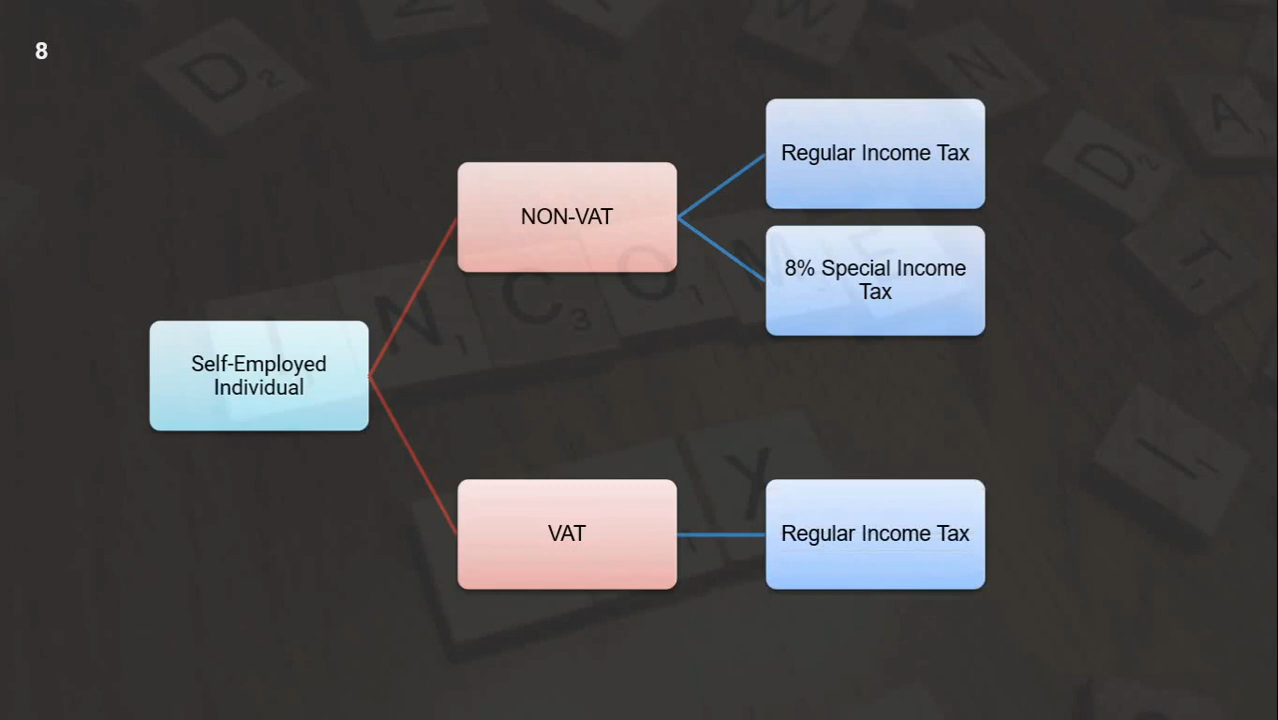 8
Regular Income Tax
NON-VAT
8% Special Income
Tax
Self-Employed
Individual
VAT
Regular Income Tax